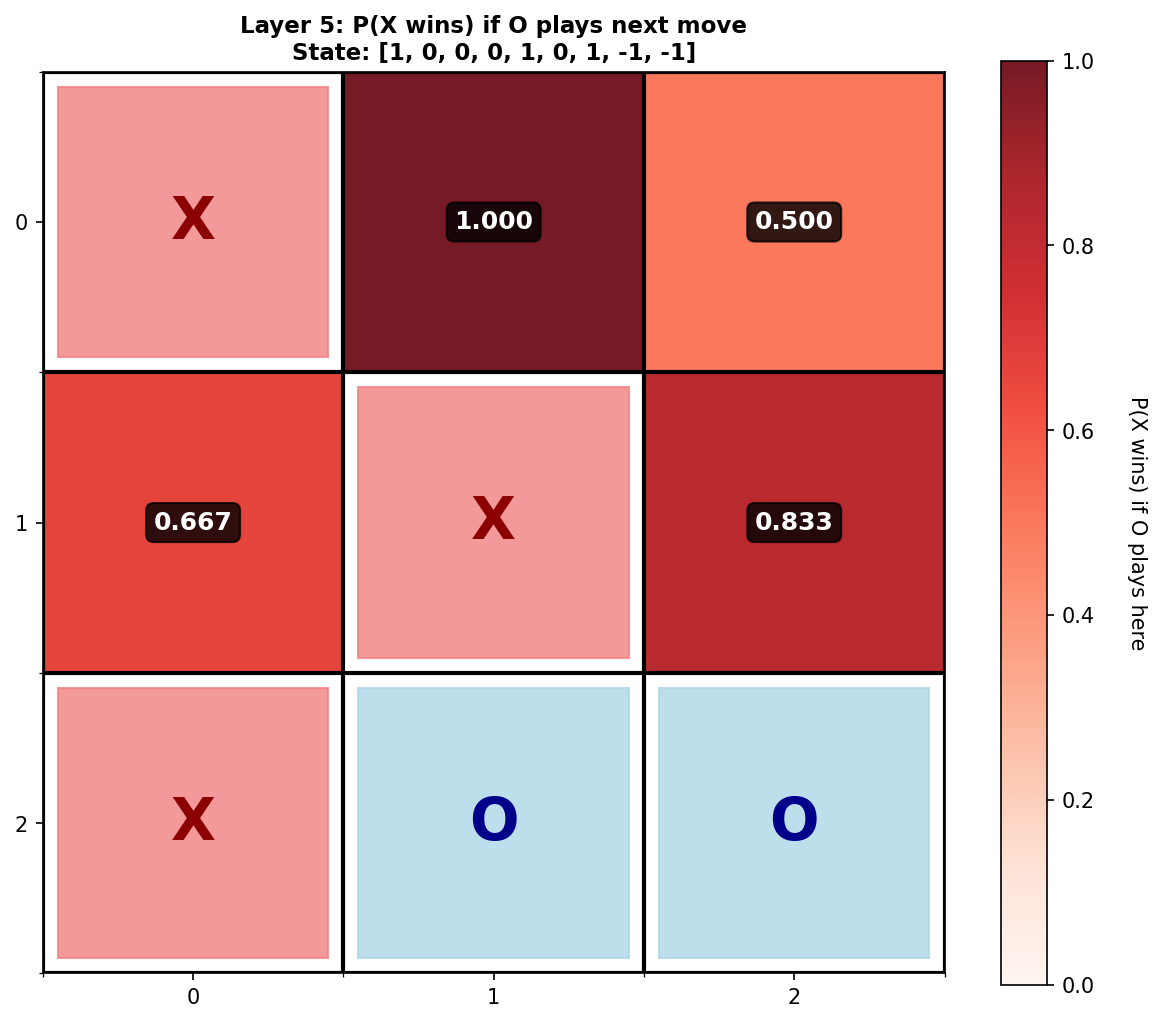 Layer 5: P(X wins) if O plays next move
State: [1, 0, 0, 0, 1, 0, 1, -1, -1]
X
1.000
0.500
0.667
X
0.833
X
O
O
0
1
2
0
1
2
1.0
0.8
0.6
0.4
0.2
0.0
P(X wins) if O plays here